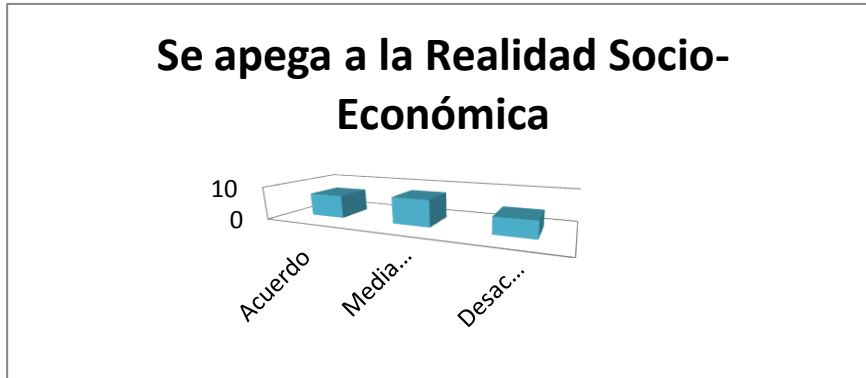 Se apega a la Realidad Socio-
Económica
10
0
Acuerdo
Media...
Desac...